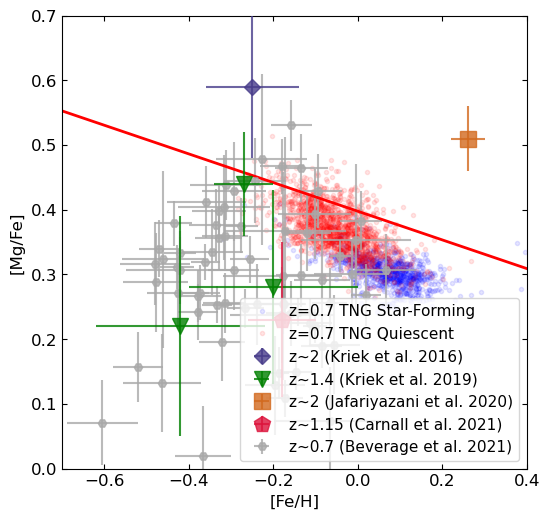 0.7
0.6
0.5
0.4
0.3
0.2
0.1
0.0
[Mg/Fe]
z=0.7 TNG Star-Forming
z=0.7 TNG Quiescent
z~2 (Kriek et al. 2016)
z~1.4 (Kriek et al. 2019)
z~2 (Jafariyazani et al. 2020)
z~1.15 (Carnall et al. 2021)
z~0.7 (Beverage et al. 2021)
−0.6 −0.4 −0.2 0.0 0.2 0.4
[Fe/H]